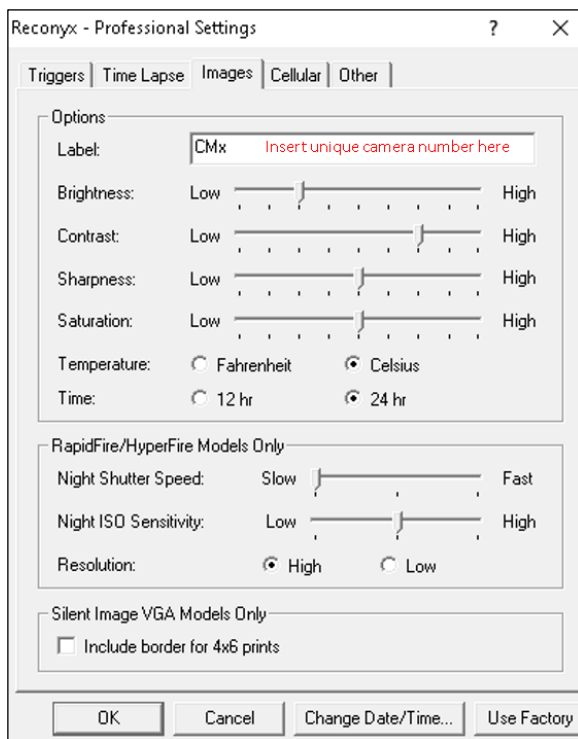 Reconyx - Professional Settings ?
Triggers Time Lapse Images Cellular Other
Options
Label: CMx Insert unique camera number here
Brightness: Low High
Contrast: Low High
Sharpness: Low High
Saturation: Low High
Temperature: Fahrenheit Celsius
Time: 12 hr 24 hr
RapidFire/HyperFire Models Only
Night Shutter Speed: Slow Fast
Night ISO Sensitivity: Low High
Resolution: High Low
Silent Image VGA Models Only
Include border for 4x6 prints
OK Cancel Change Date/Time... Use Factory